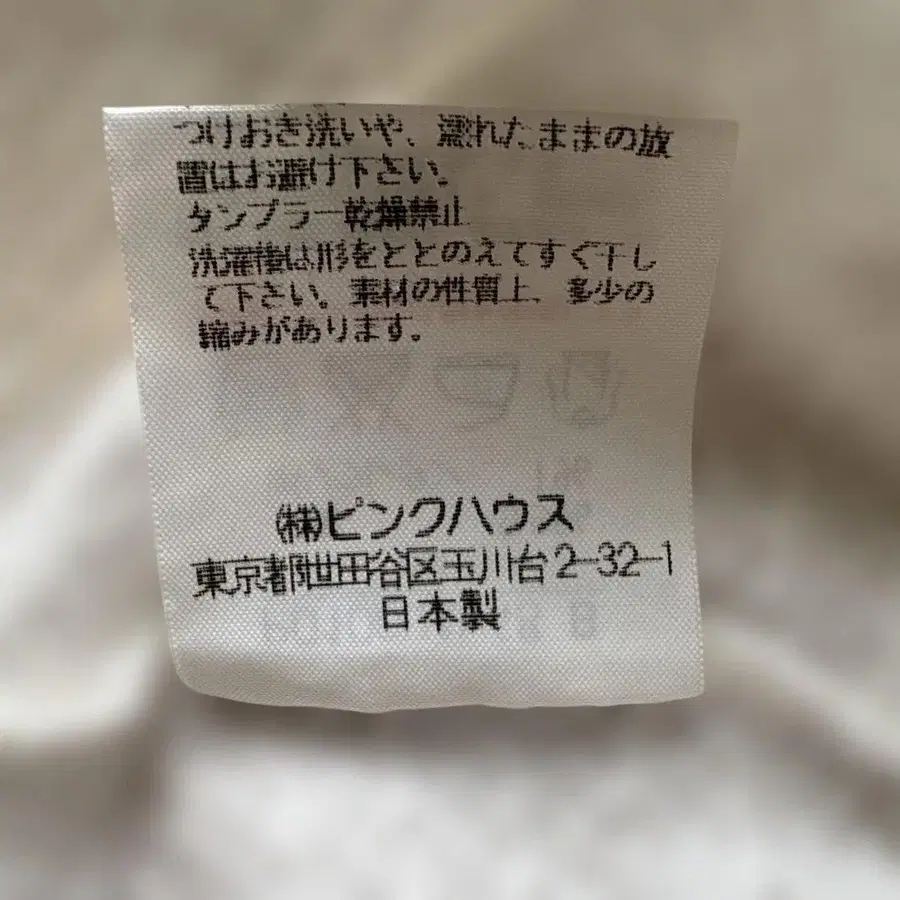 つけおき洗いや、濡れたままの放
置はお避け下さい。
タンブラー乾燥禁止
洗濯後は形をととのえてすぐ干し
て下さい。素材の性質上、多少の
縮みがあります。
㈱ピンクハウス
東京都世田谷区玉川台2-32-1
日本製